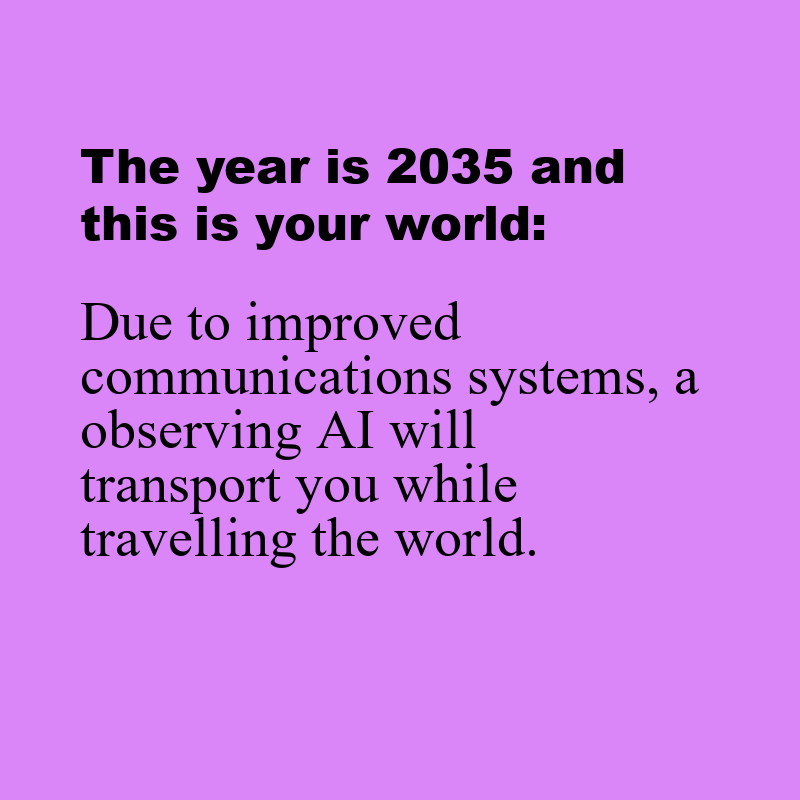 The year is 2035 and
this is your world:
Due to improved
communications systems, a
observing AI will
transport you while
travelling the world.